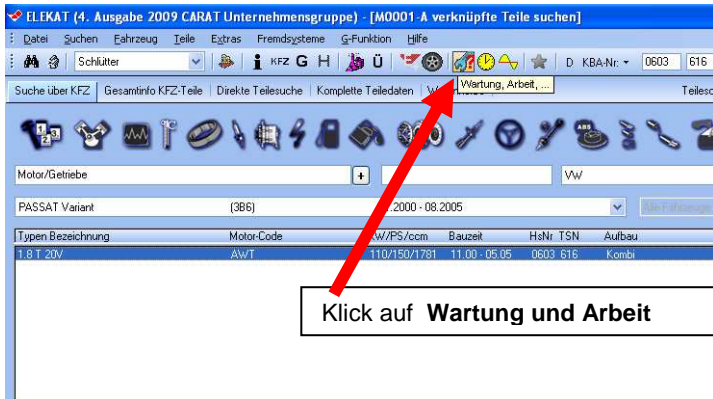 ELEKAT (4. Ausgabe 2009 CARAT Unternehmensgruppe) - [M0001-A verknüpfte Teile suchen]
Datei Suchen Fahrzeug Teile Extras Fremdsysteme G-Funktion Hilfe
Schlütter i KFZ G H Ü D KBA-Nr: 0603 616
Wartung, Arbeit, ...
Suche über KFZ Gesamtinfo KFZ-Teile Direkte Teilesuche Komplette Teiledaten
Motor/Getriebe + VW
PASSAT Variant (3B6) .2000 - 08.2005 Alle Fahrzeuge
Typen Bezeichnung Motor-Code KW/PS/ccm Bauzeit HsNr TSN Aufbau
1.8 T 20V AWT 110/150/1781 11.00 - 05.05 0603 616 Kombi
Klick auf Wartung und Arbeit